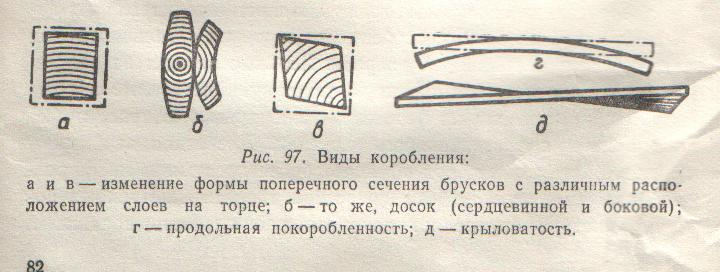 а б в г д
Рис. 97. Виды коробления:
а и в — изменение формы поперечного сечения брусков с различным распо-
ложением слоев на торце; б — то же, досок (сердцевинной и боковой);
г — продольная покоробленность; д — крыловатость.
82